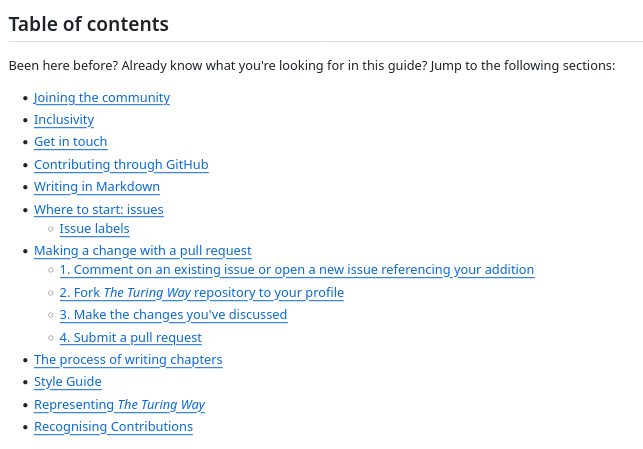 Table of contents
Been here before? Already know what you're looking for in this guide? Jump to the following sections:
Joining the community
Inclusivity
Get in touch
Contributing through GitHub
Writing in Markdown
Where to start: issues
Issue labels
Making a change with a pull request
1. Comment on an existing issue or open a new issue referencing your addition
2. Fork The Turing Way repository to your profile
3. Make the changes you've discussed
4. Submit a pull request
The process of writing chapters
Style Guide
Representing The Turing Way
Recognising Contributions